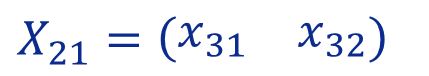 X₂₁ = (x₃₁ x₃₂)